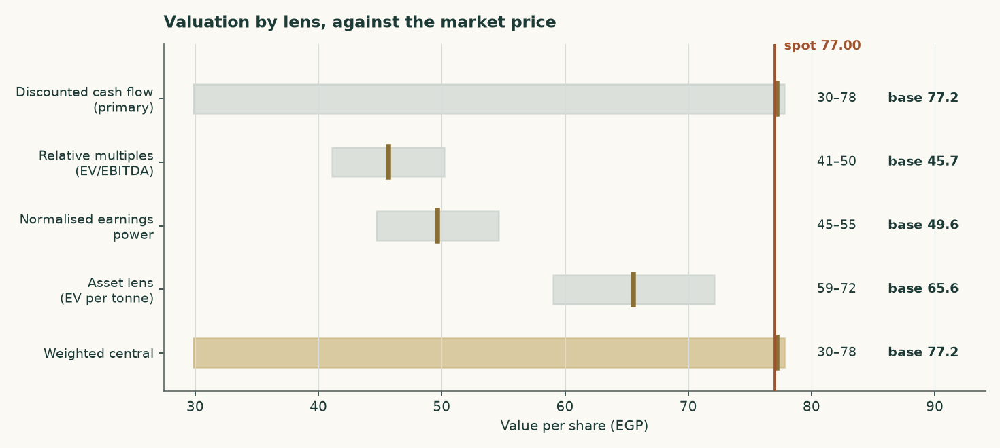 Valuation by lens, against the market price
spot 77.00
Discounted cash flow
(primary)
30–78
base 77.2
Relative multiples
(EV/EBITDA)
41–50
base 45.7
Normalised earnings
power
45–55
base 49.6
Asset lens
(EV per tonne)
59–72
base 65.6
Weighted central
30–78
base 77.2
30 40 50 60 70 80 90
Value per share (EGP)